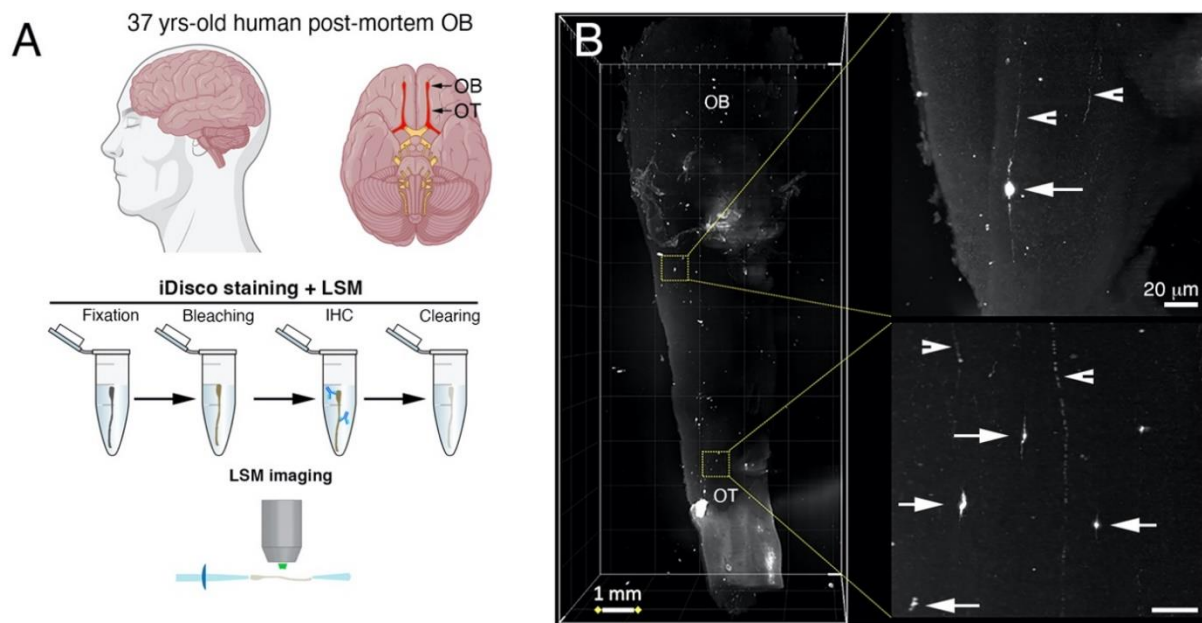 A
37 yrs-old human post-mortem OB
OB
OT
iDisco staining + LSM
Fixation
Bleaching
IHC
Clearing
LSM imaging
B
OB
OT
1 mm
20 μm